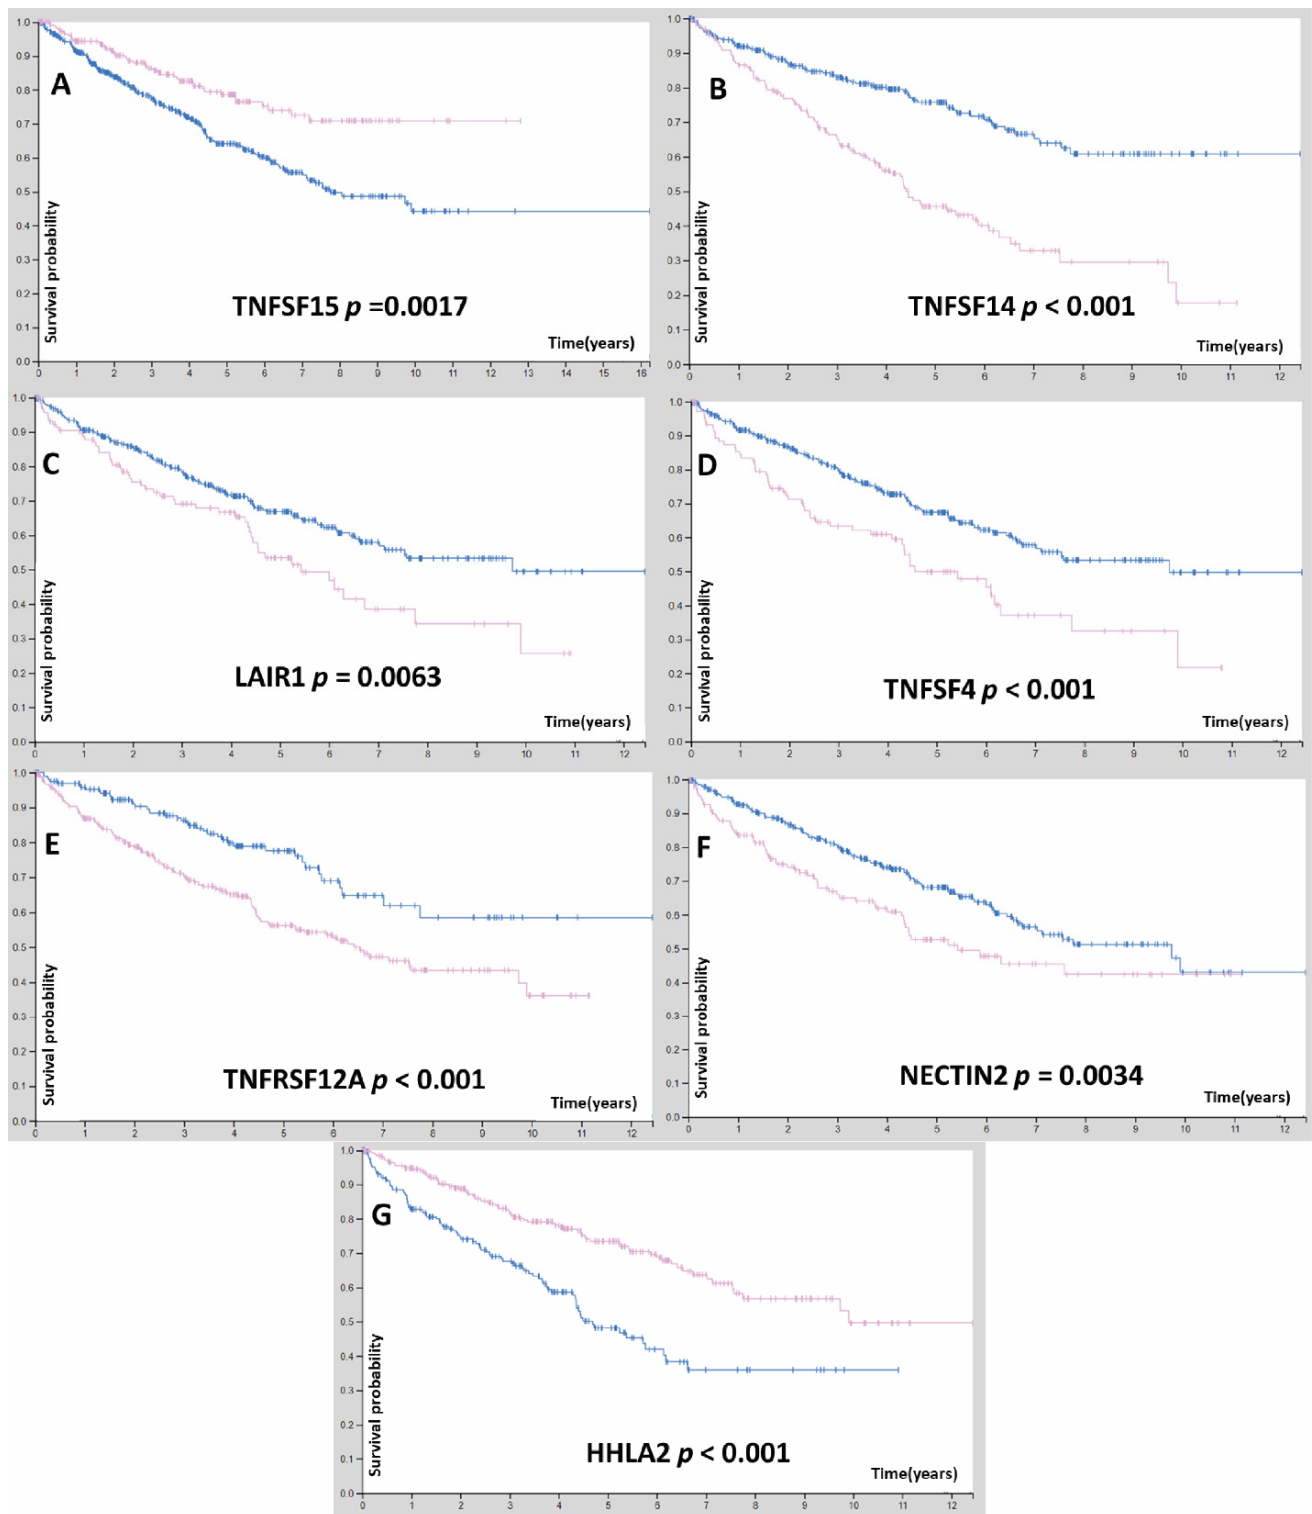 A
1.0
0.9
0.8
0.7
0.6
0.5
0.4
0.3
0.2
0.1
0.0
Survival probability
TNFSF15 p =0.0017
Time(years)
0 1 2 3 4 5 6 7 8 9 10 11 12 13 14 15 16
B
1.0
0.9
0.8
0.7
0.6
0.5
0.4
0.3
0.2
0.1
0.0
Survival probability
TNFSF14 p < 0.001
Time(years)
0 1 2 3 4 5 6 7 8 9 10 11 12
C
1.0
0.9
0.8
0.7
0.6
0.5
0.4
0.3
0.2
0.1
0.0
Survival probability
LAIR1 p = 0.0063
Time(years)
0 1 2 3 4 5 6 7 8 9 10 11 12
D
1.0
0.9
0.8
0.7
0.6
0.5
0.4
0.3
0.2
0.1
0.0
Survival probability
TNFSF4 p < 0.001
Time(years)
0 1 2 3 4 5 6 7 8 9 10 11 12
E
1.0
0.9
0.8
0.7
0.6
0.5
0.4
0.3
0.2
0.1
0.0
Survival probability
TNFRSF12A p < 0.001
Time(years)
0 1 2 3 4 5 6 7 8 9 10 11 12
F
1.0
0.9
0.8
0.7
0.6
0.5
0.4
0.3
0.2
0.1
0.0
Survival probability
NECTIN2 p = 0.0034
Time(years)
0 1 2 3 4 5 6 7 8 9 10 11 12
G
1.0
0.9
0.8
0.7
0.6
0.5
0.4
0.3
0.2
0.1
0.0
Survival probability
HHLA2 p < 0.001
Time(years)
0 1 2 3 4 5 6 7 8 9 10 11 12